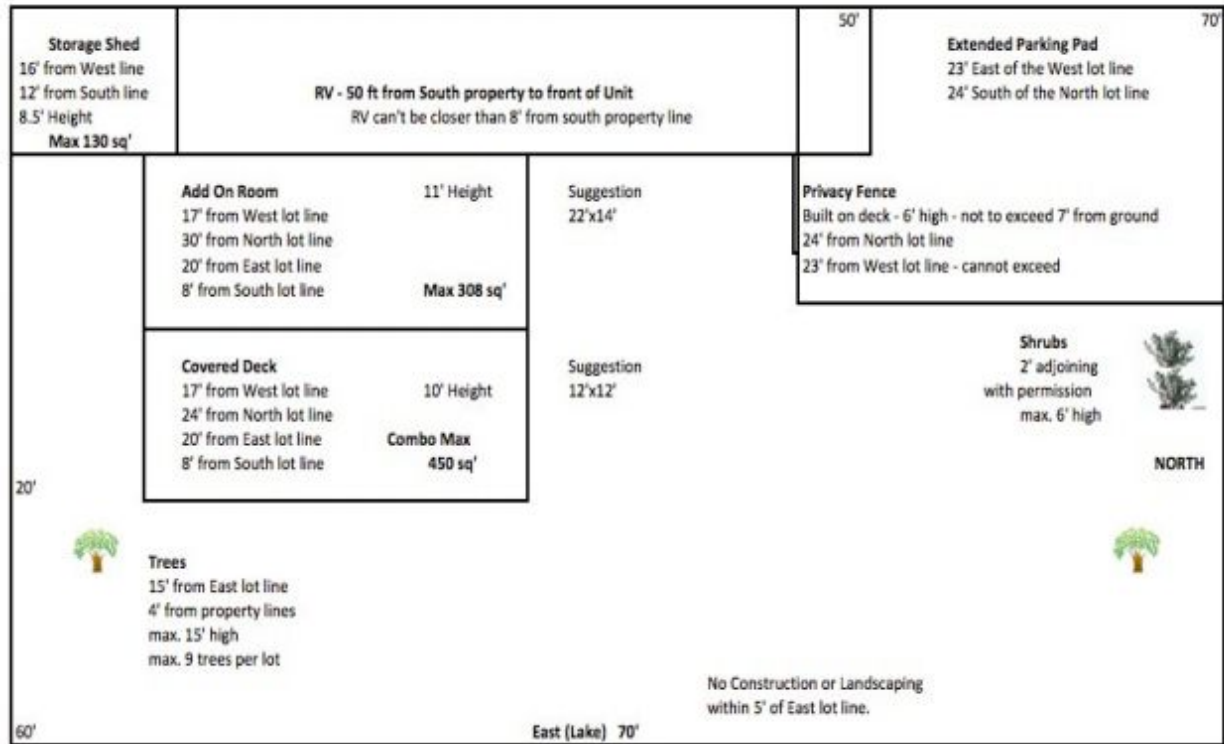 50'
70'
Storage Shed
16' from West line
12' from South line
8.5' Height
Max 130 sq'
RV - 50 ft from South property to front of Unit
RV can't be closer than 8' from south property line
Extended Parking Pad
23' East of the West lot line
24' South of the North lot line
Add On Room 11' Height
17' from West lot line
30' from North lot line
20' from East lot line
8' from South lot line Max 308 sq'
Suggestion
22'x14'
Privacy Fence
Built on deck - 6' high - not to exceed 7' from ground
24' from North lot line
23' from West lot line - cannot exceed
Covered Deck
17' from West lot line 10' Height
24' from North lot line
20' from East lot line Combo Max
8' from South lot line 450 sq'
Suggestion
12'x12'
Shrubs
2' adjoining
with permission
max. 6' high
NORTH
20'
Trees
15' from East lot line
4' from property lines
max. 15' high
max. 9 trees per lot
No Construction or Landscaping
within 5' of East lot line.
60'
East (Lake) 70'